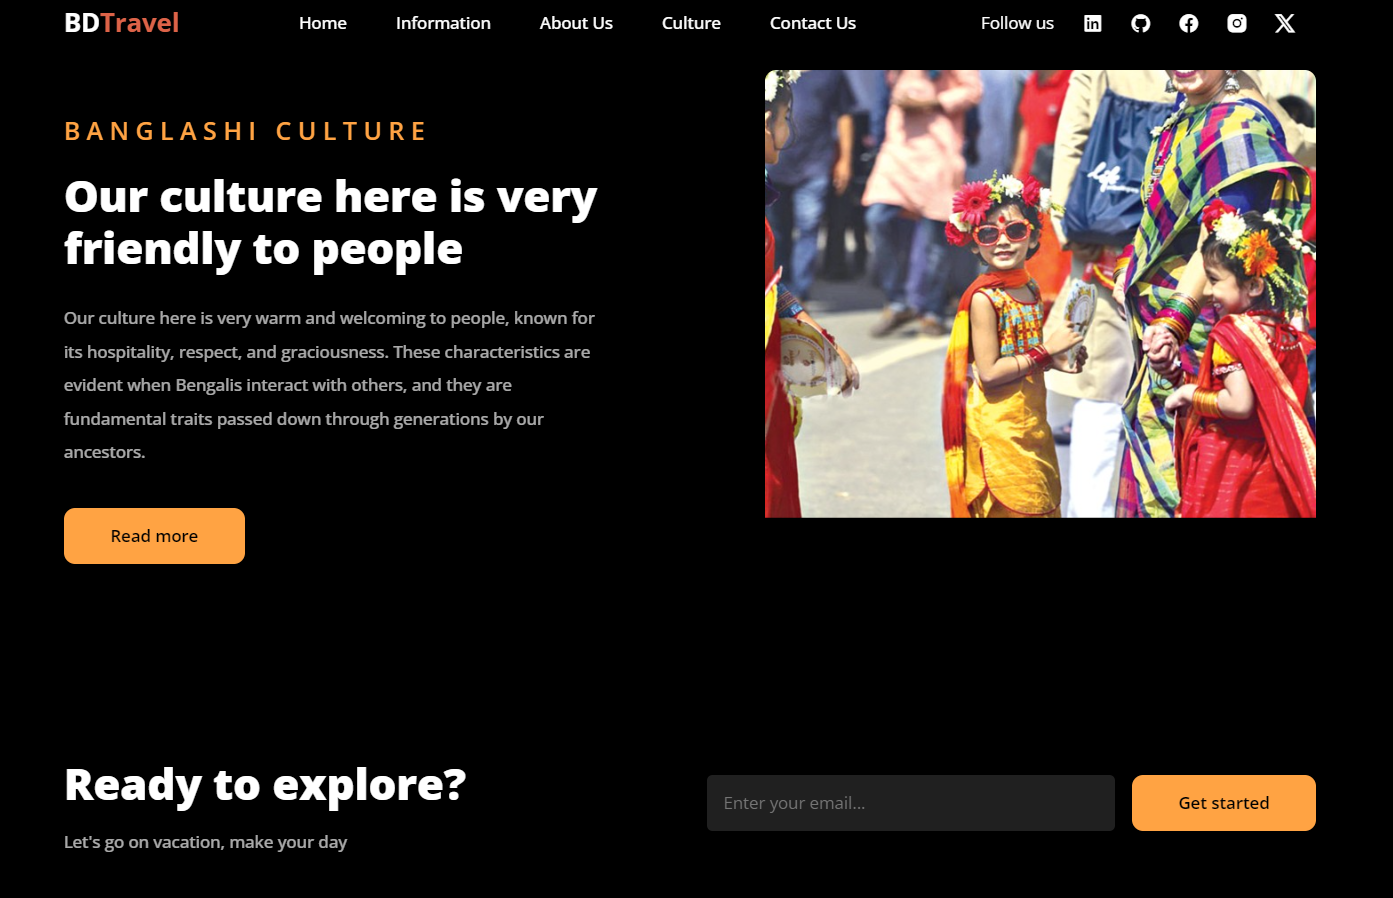 BDTravel Home Information About Us Culture Contact Us Follow us
BANGLASHI CULTURE
Our culture here is very
friendly to people
Our culture here is very warm and welcoming to people, known for
its hospitality, respect, and graciousness. These characteristics are
evident when Bengalis interact with others, and they are
fundamental traits passed down through generations by our
ancestors.
Read more
life
Ready to explore?
Let's go on vacation, make your day
Enter your email...
Get started